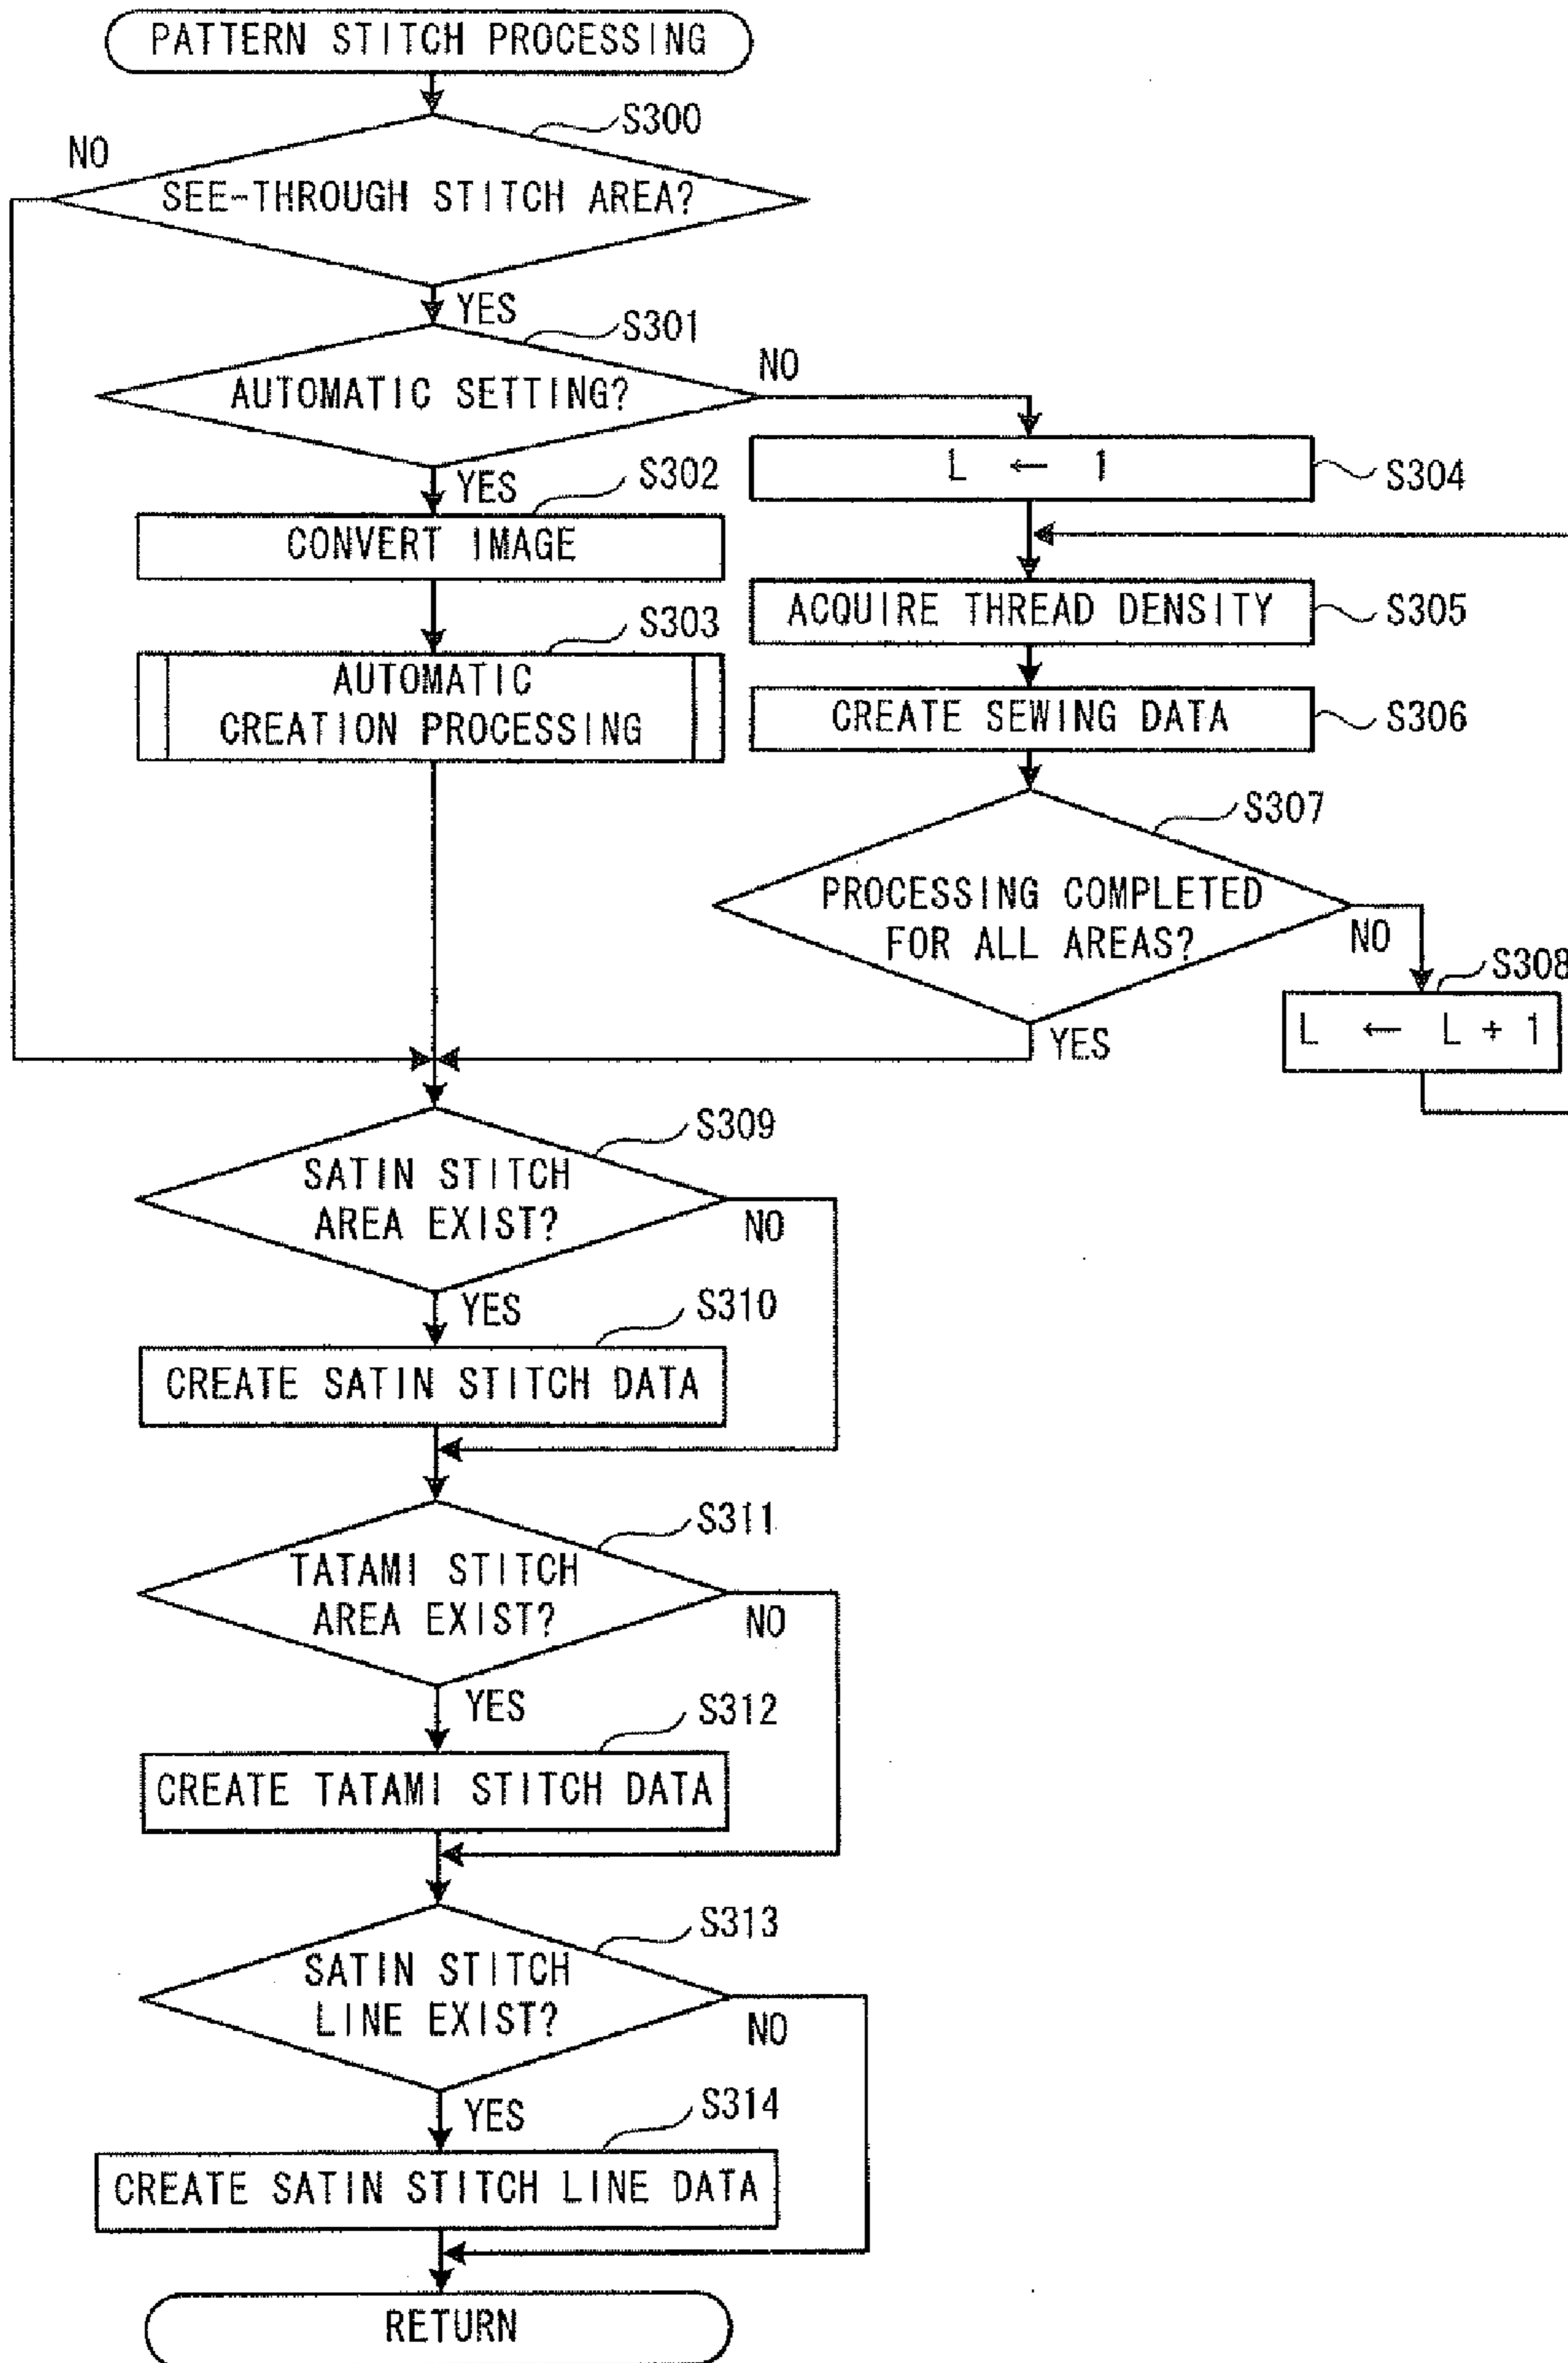 PATTERN STITCH PROCESSING
S300
NO
SEE-THROUGH STITCH AREA?
YES
S301
NO
AUTOMATIC SETTING?
YES
S302
CONVERT IMAGE
S303
AUTOMATIC
CREATION PROCESSING
L ← 1
S304
ACQUIRE THREAD DENSITY
S305
CREATE SEWING DATA
S306
S307
PROCESSING COMPLETED
FOR ALL AREAS?
NO
YES
S308
L ← L + 1
S309
SATIN STITCH
AREA EXIST?
NO
YES
S310
CREATE SATIN STITCH DATA
S311
TATAMI STITCH
AREA EXIST?
NO
YES
S312
CREATE TATAMI STITCH DATA
S313
SATIN STITCH
LINE EXIST?
NO
YES
S314
CREATE SATIN STITCH LINE DATA
RETURN